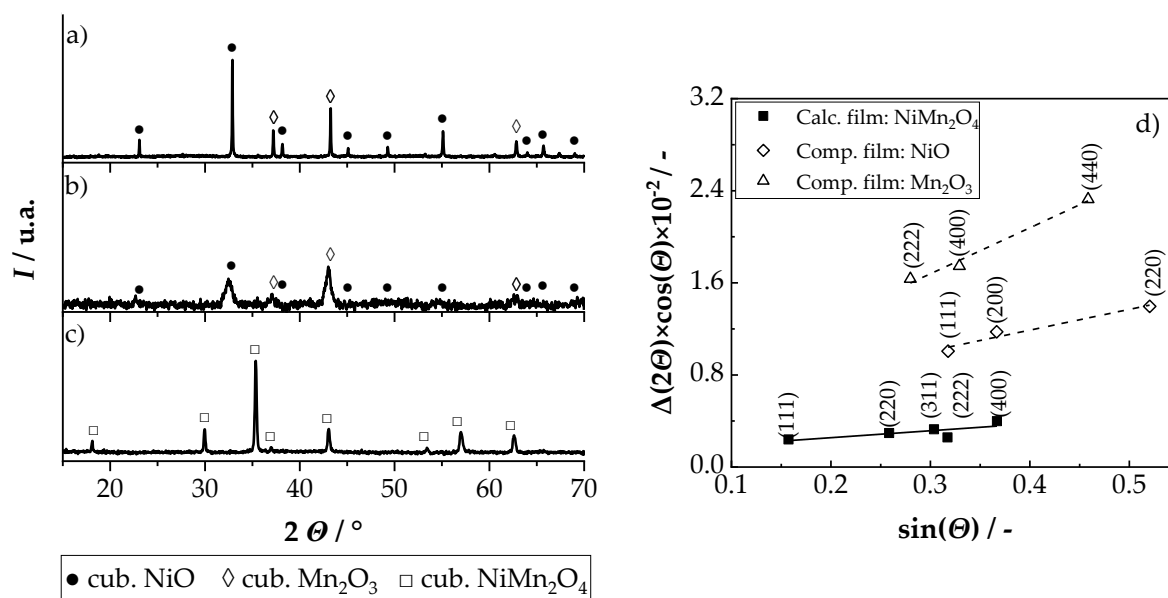 a)
b)
c)
I / u.a.
20 30 40 50 60 70
2 Θ / °
● cub. NiO ◊ cub. Mn₂O₃ □ cub. NiMn₂O₄
d)
■ Calc. film: NiMn₂O₄
◊ Comp. film: NiO
△ Comp. film: Mn₂O₃
3.2
2.4
1.6
0.8
0.0
Δ(2Θ)×cos(Θ)×10⁻² / -
(222) (400) (440)
(111) (200) (220)
(111) (220) (311) (222) (400)
0.1 0.2 0.3 0.4 0.5
sin(Θ) / -